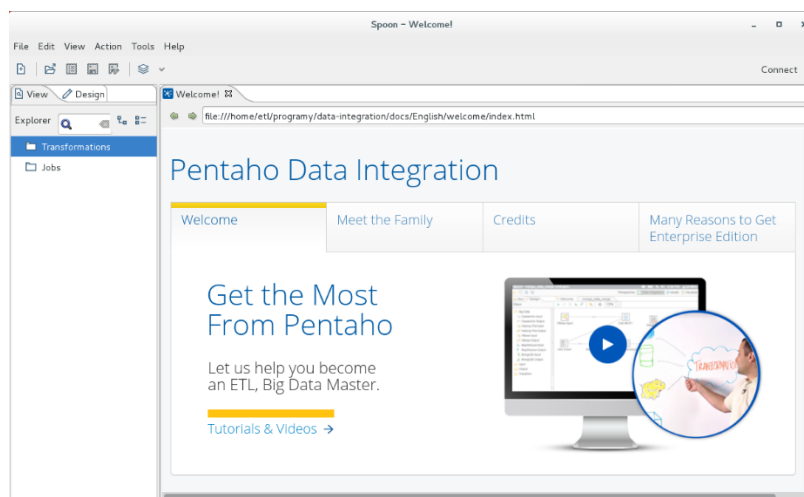 Spoon - Welcome!
File Edit View Action Tools Help
Connect
View Design
Welcome!
Explorer
file:///home/etl/programy/data-integration/docs/English/welcome/index.html
Transformations
Jobs
Pentaho Data Integration
Welcome
Meet the Family
Credits
Many Reasons to Get
Enterprise Edition
Get the Most
From Pentaho
Let us help you become
an ETL, Big Data Master.
Tutorials & Videos →